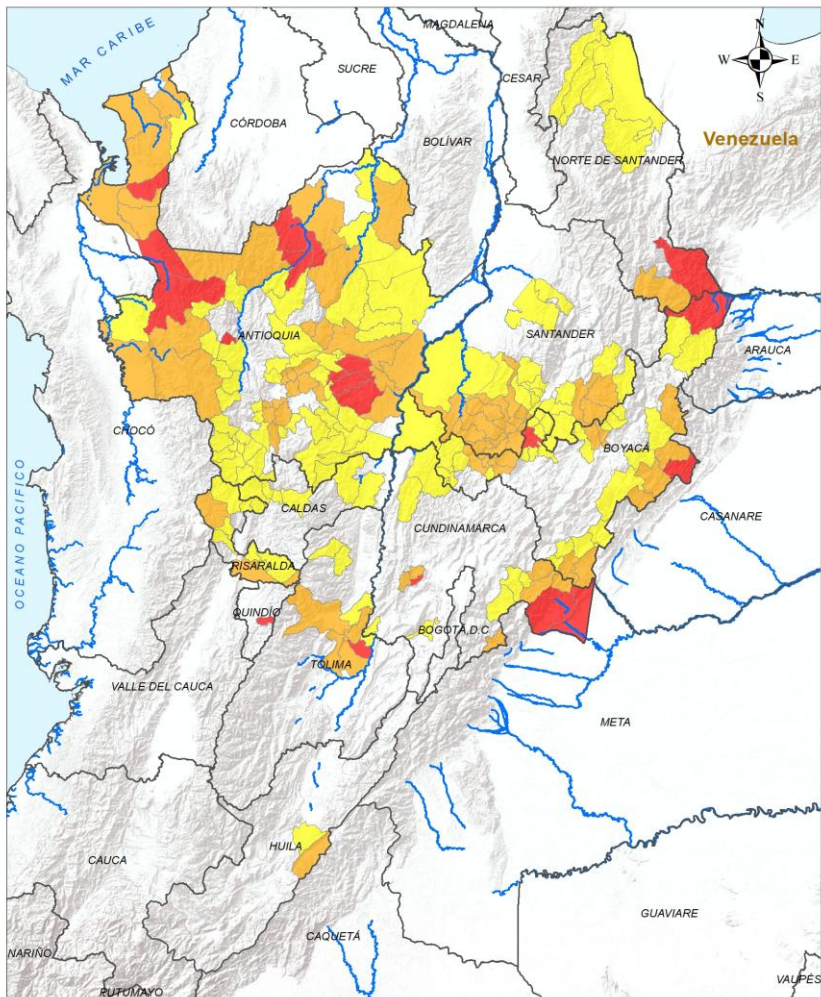 MAGDALENA
N
MAR CARIBE
W
E
SUCRE
CESAR
S
CÓRDOBA
BOLÍVAR
Venezuela
NORTE DE SANTANDER
ANTIOQUIA
SANTANDER
ARAUCA
CHOCÓ
BOYACÁ
OCEANO PACIFICO
CALDAS
CUNDINAMARCA
CASANARE
RISARALDA
QUINDÍO
BOGOTÁ D.C
TOLIMA
VALLE DEL CAUCA
META
HUILA
CAUCA
GUAVIARE
CAQUETÁ
NARIÑO
PUTUMAYO
VAUPÉS